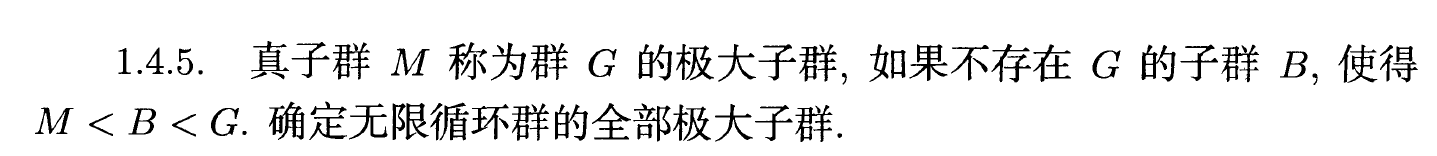 1.4.5. 真子群 M 称为群 G 的极大子群, 如果不存在 G 的子群 B, 使得
M < B < G. 确定无限循环群的全部极大子群.